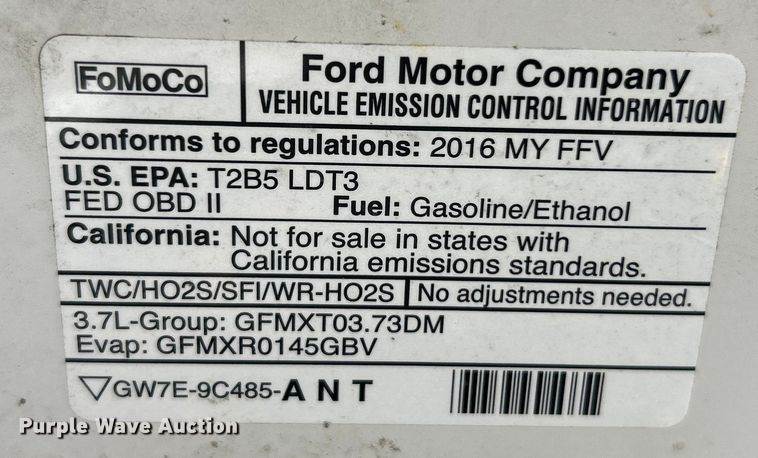 FoMoCo
Ford Motor Company
VEHICLE EMISSION CONTROL INFORMATION
Conforms to regulations: 2016 MY FFV
U.S. EPA: T2B5 LDT3
FED OBD II Fuel: Gasoline/Ethanol
California: Not for sale in states with
California emissions standards.
TWC/HO2S/SFI/WR-HO2S No adjustments needed.
3.7L-Group: GFMXT03.73DM
Evap: GFMXR0145GBV
▽GW7E-9C485-A N T
Purple Wave Auction